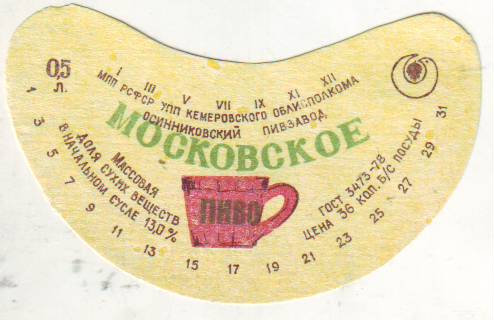 0,5
л.
I III V VII IX XI XII
МПП РСФСР УПП КЕМЕРОВСКОГО ОБЛИСПОЛКОМА
ОСИННИКОВСКИЙ ПИВЗАВОД
МОСКОВСКОЕ
ПИВО
МАССОВАЯ
ДОЛЯ СУХИХ ВЕЩЕСТВ
В НАЧАЛЬНОМ СУСЛЕ 13,0 %
ГОСТ 3473-78
ЦЕНА 36 КОП. Б/С ПОСУДЫ
1 3 5 7 9 11 13 15 17 19 21 23 25 27 29 31